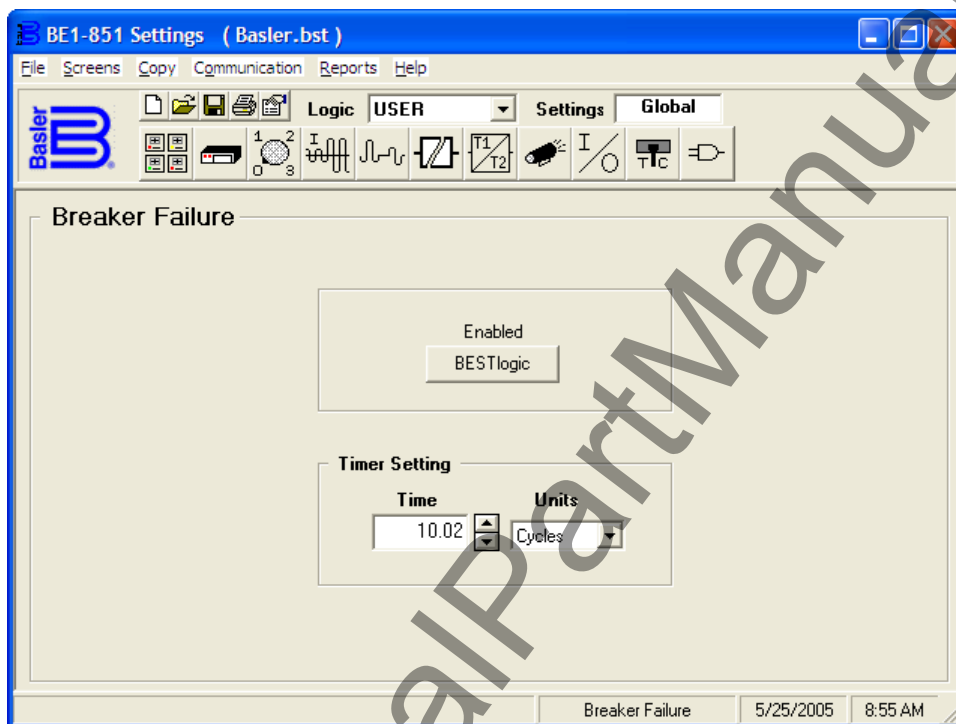 BE1-851 Settings ( Basler.bst )
File Screens Copy Communication Reports Help
Basler
Logic USER Settings Global
1 2 0 3 I T1 T2 I O T C
Breaker Failure
Enabled
BESTlogic
Timer Setting
Time Units
10.02 Cycles
Breaker Failure 5/25/2005 8:55 AM
alPartManua